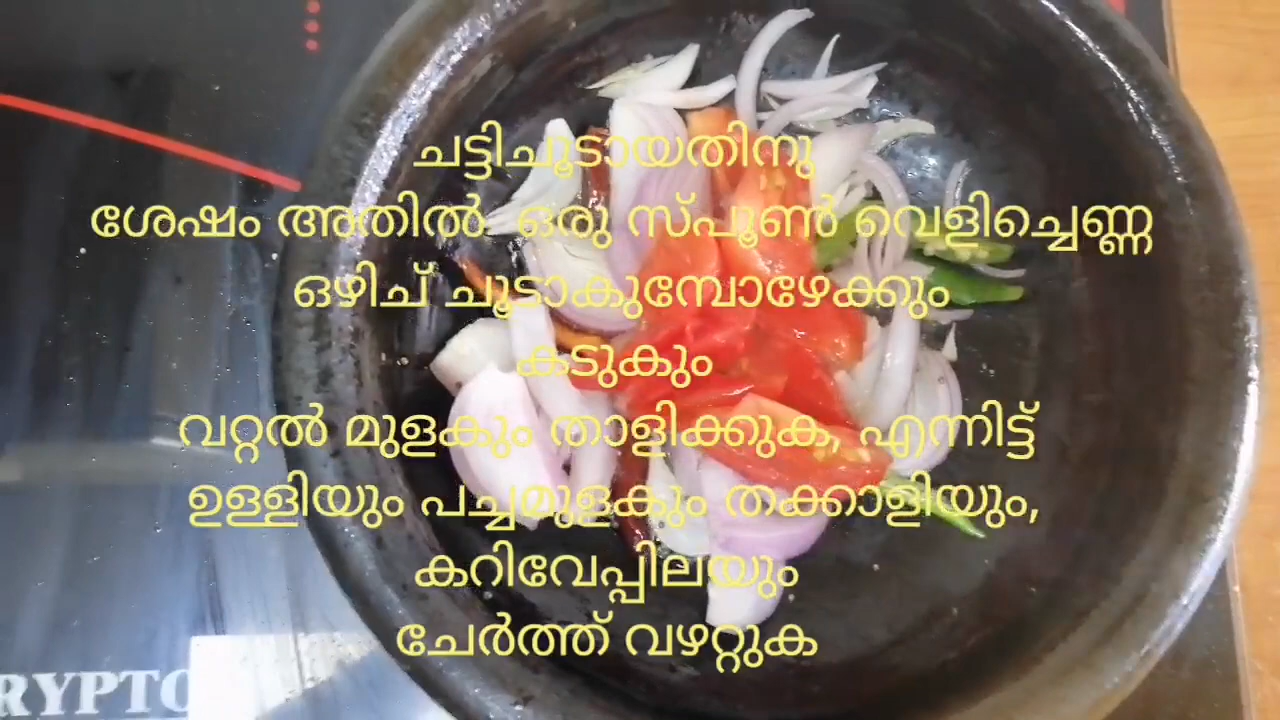 ചട്ടിചൂടായതിനു
ശേഷം അതിൽ ഒരു സ്പൂൺ വെളിച്ചെണ്ണ
ഒഴിച് ചൂടാകുമ്പോഴേക്കും
കടുകും
വറ്റൽ മുളകും താളിക്കുക, എന്നിട്ട്
ഉള്ളിയും പച്ചമുളകും തക്കാളിയും,
കറിവേപ്പിലയും
ചേർത്ത് വഴറ്റുക
RYPTO